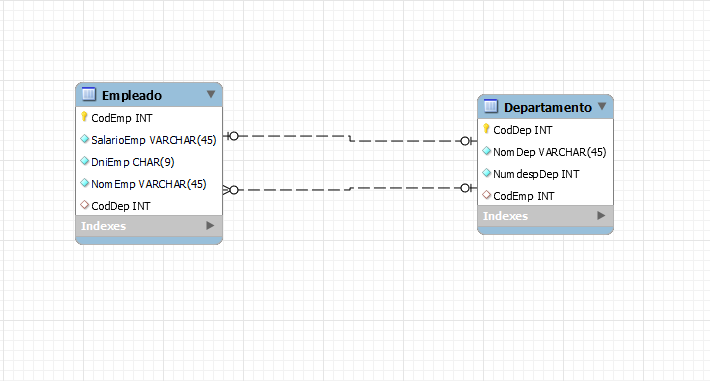 Empleado
CodEmp INT
SalarioEmp VARCHAR(45)
DniEmp CHAR(9)
NomEmp VARCHAR(45)
CodDep INT
Indexes
Departamento
CodDep INT
NomDep VARCHAR(45)
NumdespDep INT
CodEmp INT
Indexes